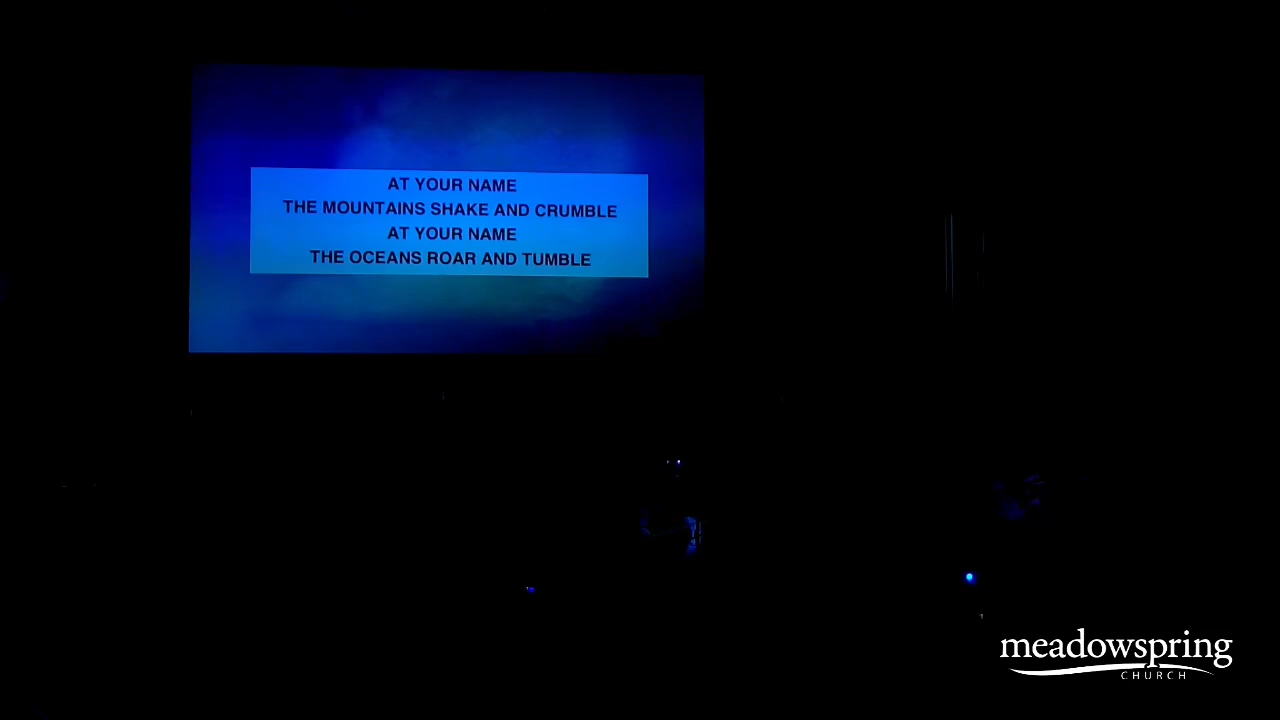 AT YOUR NAME
THE MOUNTAINS SHAKE AND CRUMBLE
AT YOUR NAME
THE OCEANS ROAR AND TUMBLE
meadowspring
CHURCH